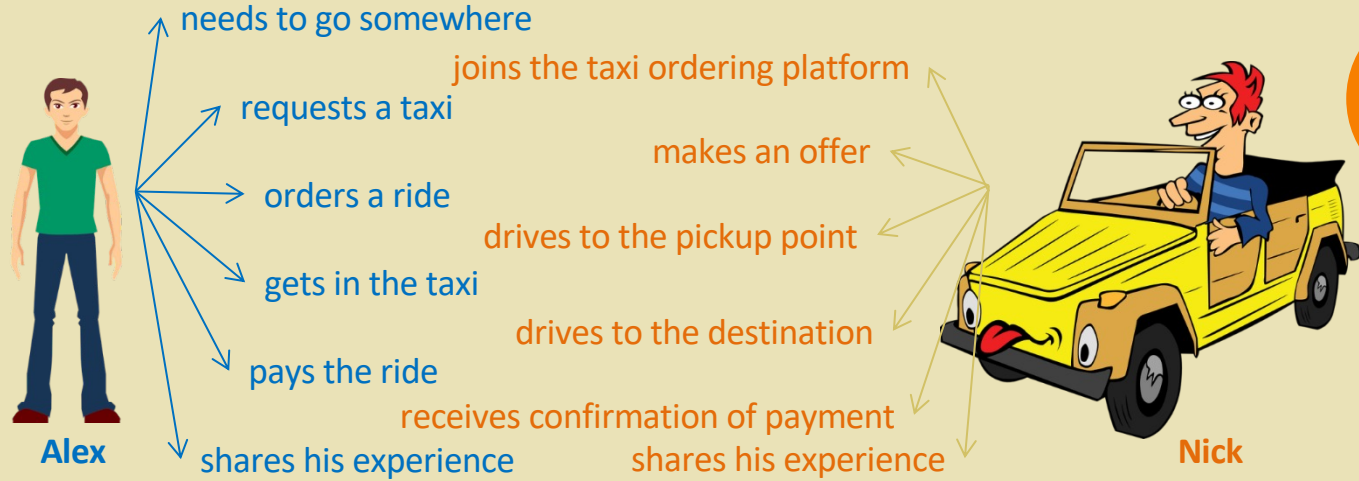 needs to go somewhere
joins the taxi ordering platform
requests a taxi
makes an offer
orders a ride
drives to the pickup point
gets in the taxi
drives to the destination
pays the ride
receives confirmation of payment
Alex
shares his experience
shares his experience
Nick